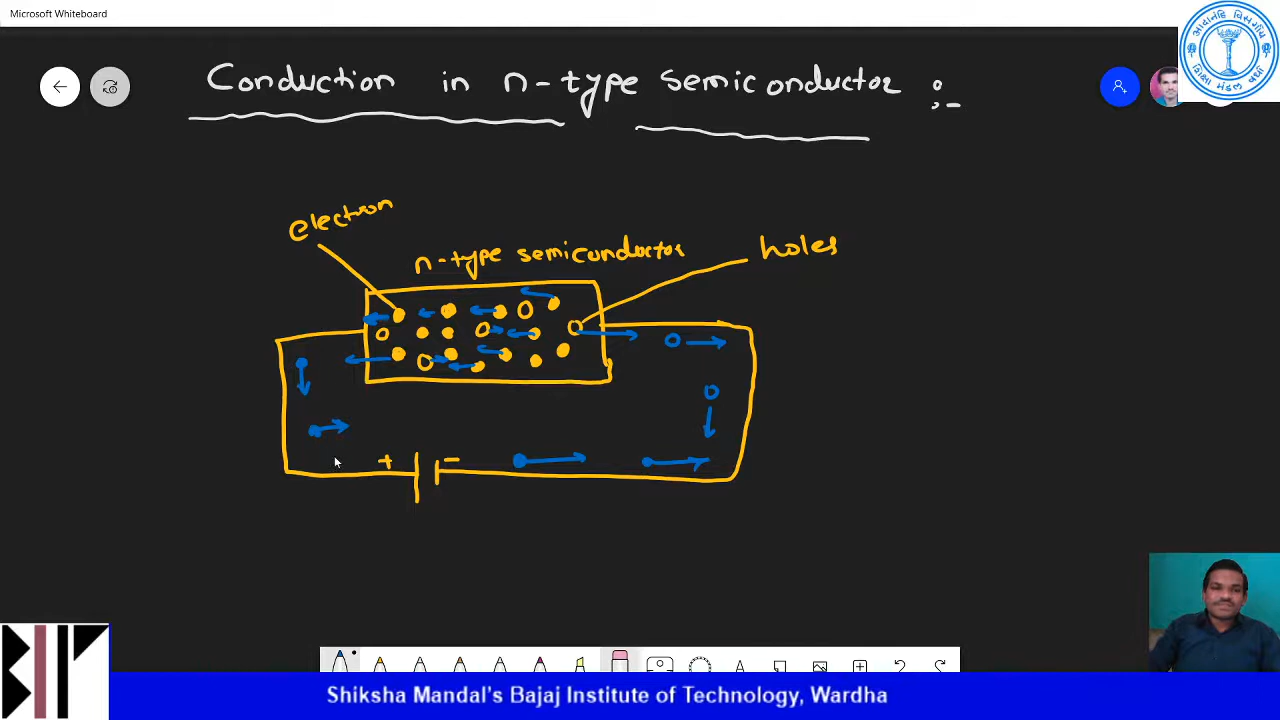 Microsoft Whiteboard
Conduction in n-type semiconductor :-
electron
n-type semiconductor
holes
+ -
Shiksha Mandal's Bajaj Institute of Technology, Wardha